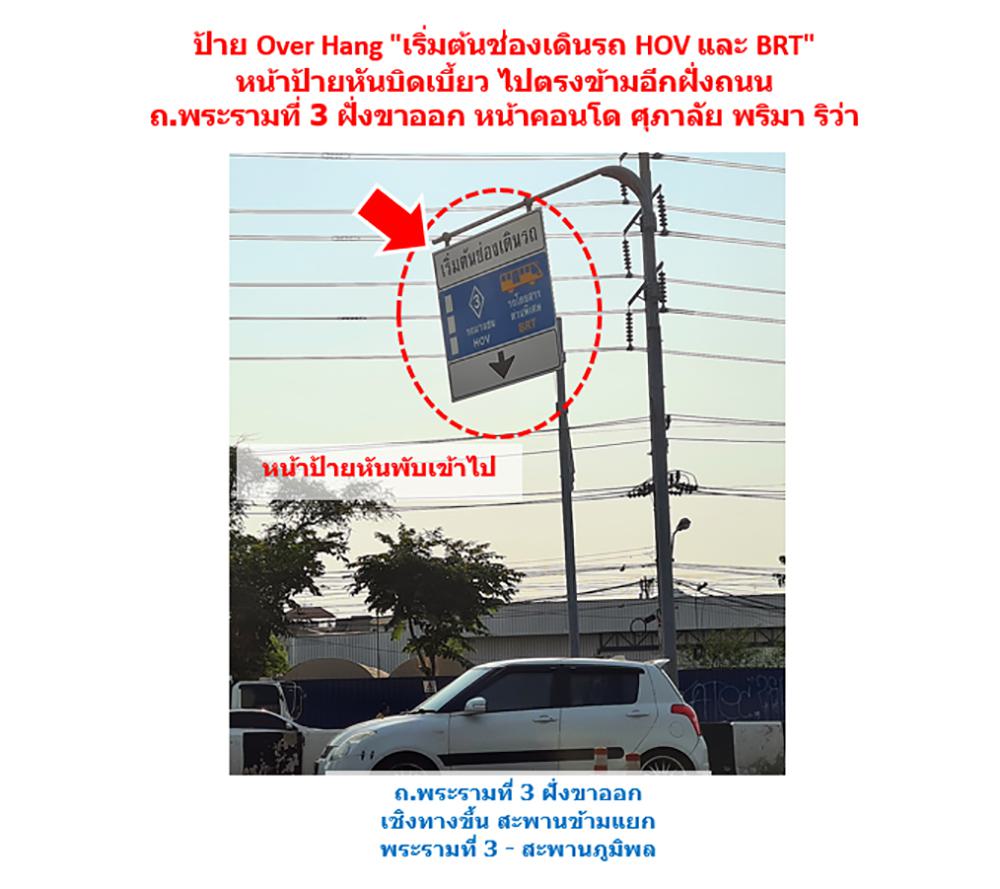 ป้าย Over Hang "เริ่มต้นช่องเดินรถ HOV และ BRT"
หน้าป้ายหันบิดเบี้ยว ไปตรงข้ามอีกฝั่งถนน
ถ.พระรามที่ 3 ฝั่งขาออก หน้าคอนโด ศุภาลัย พริมา ริว่า
เริ่มต้นช่องเดินรถ
3
รถมวลชน
HOV
รถโดยสาร
ด่วนพิเศษ
BRT
หน้าป้ายหันพับเข้าไป
ถ.พระรามที่ 3 ฝั่งขาออก
เชิงทางขึ้น สะพานข้ามแยก
พระรามที่ 3 - สะพานภูมิพล